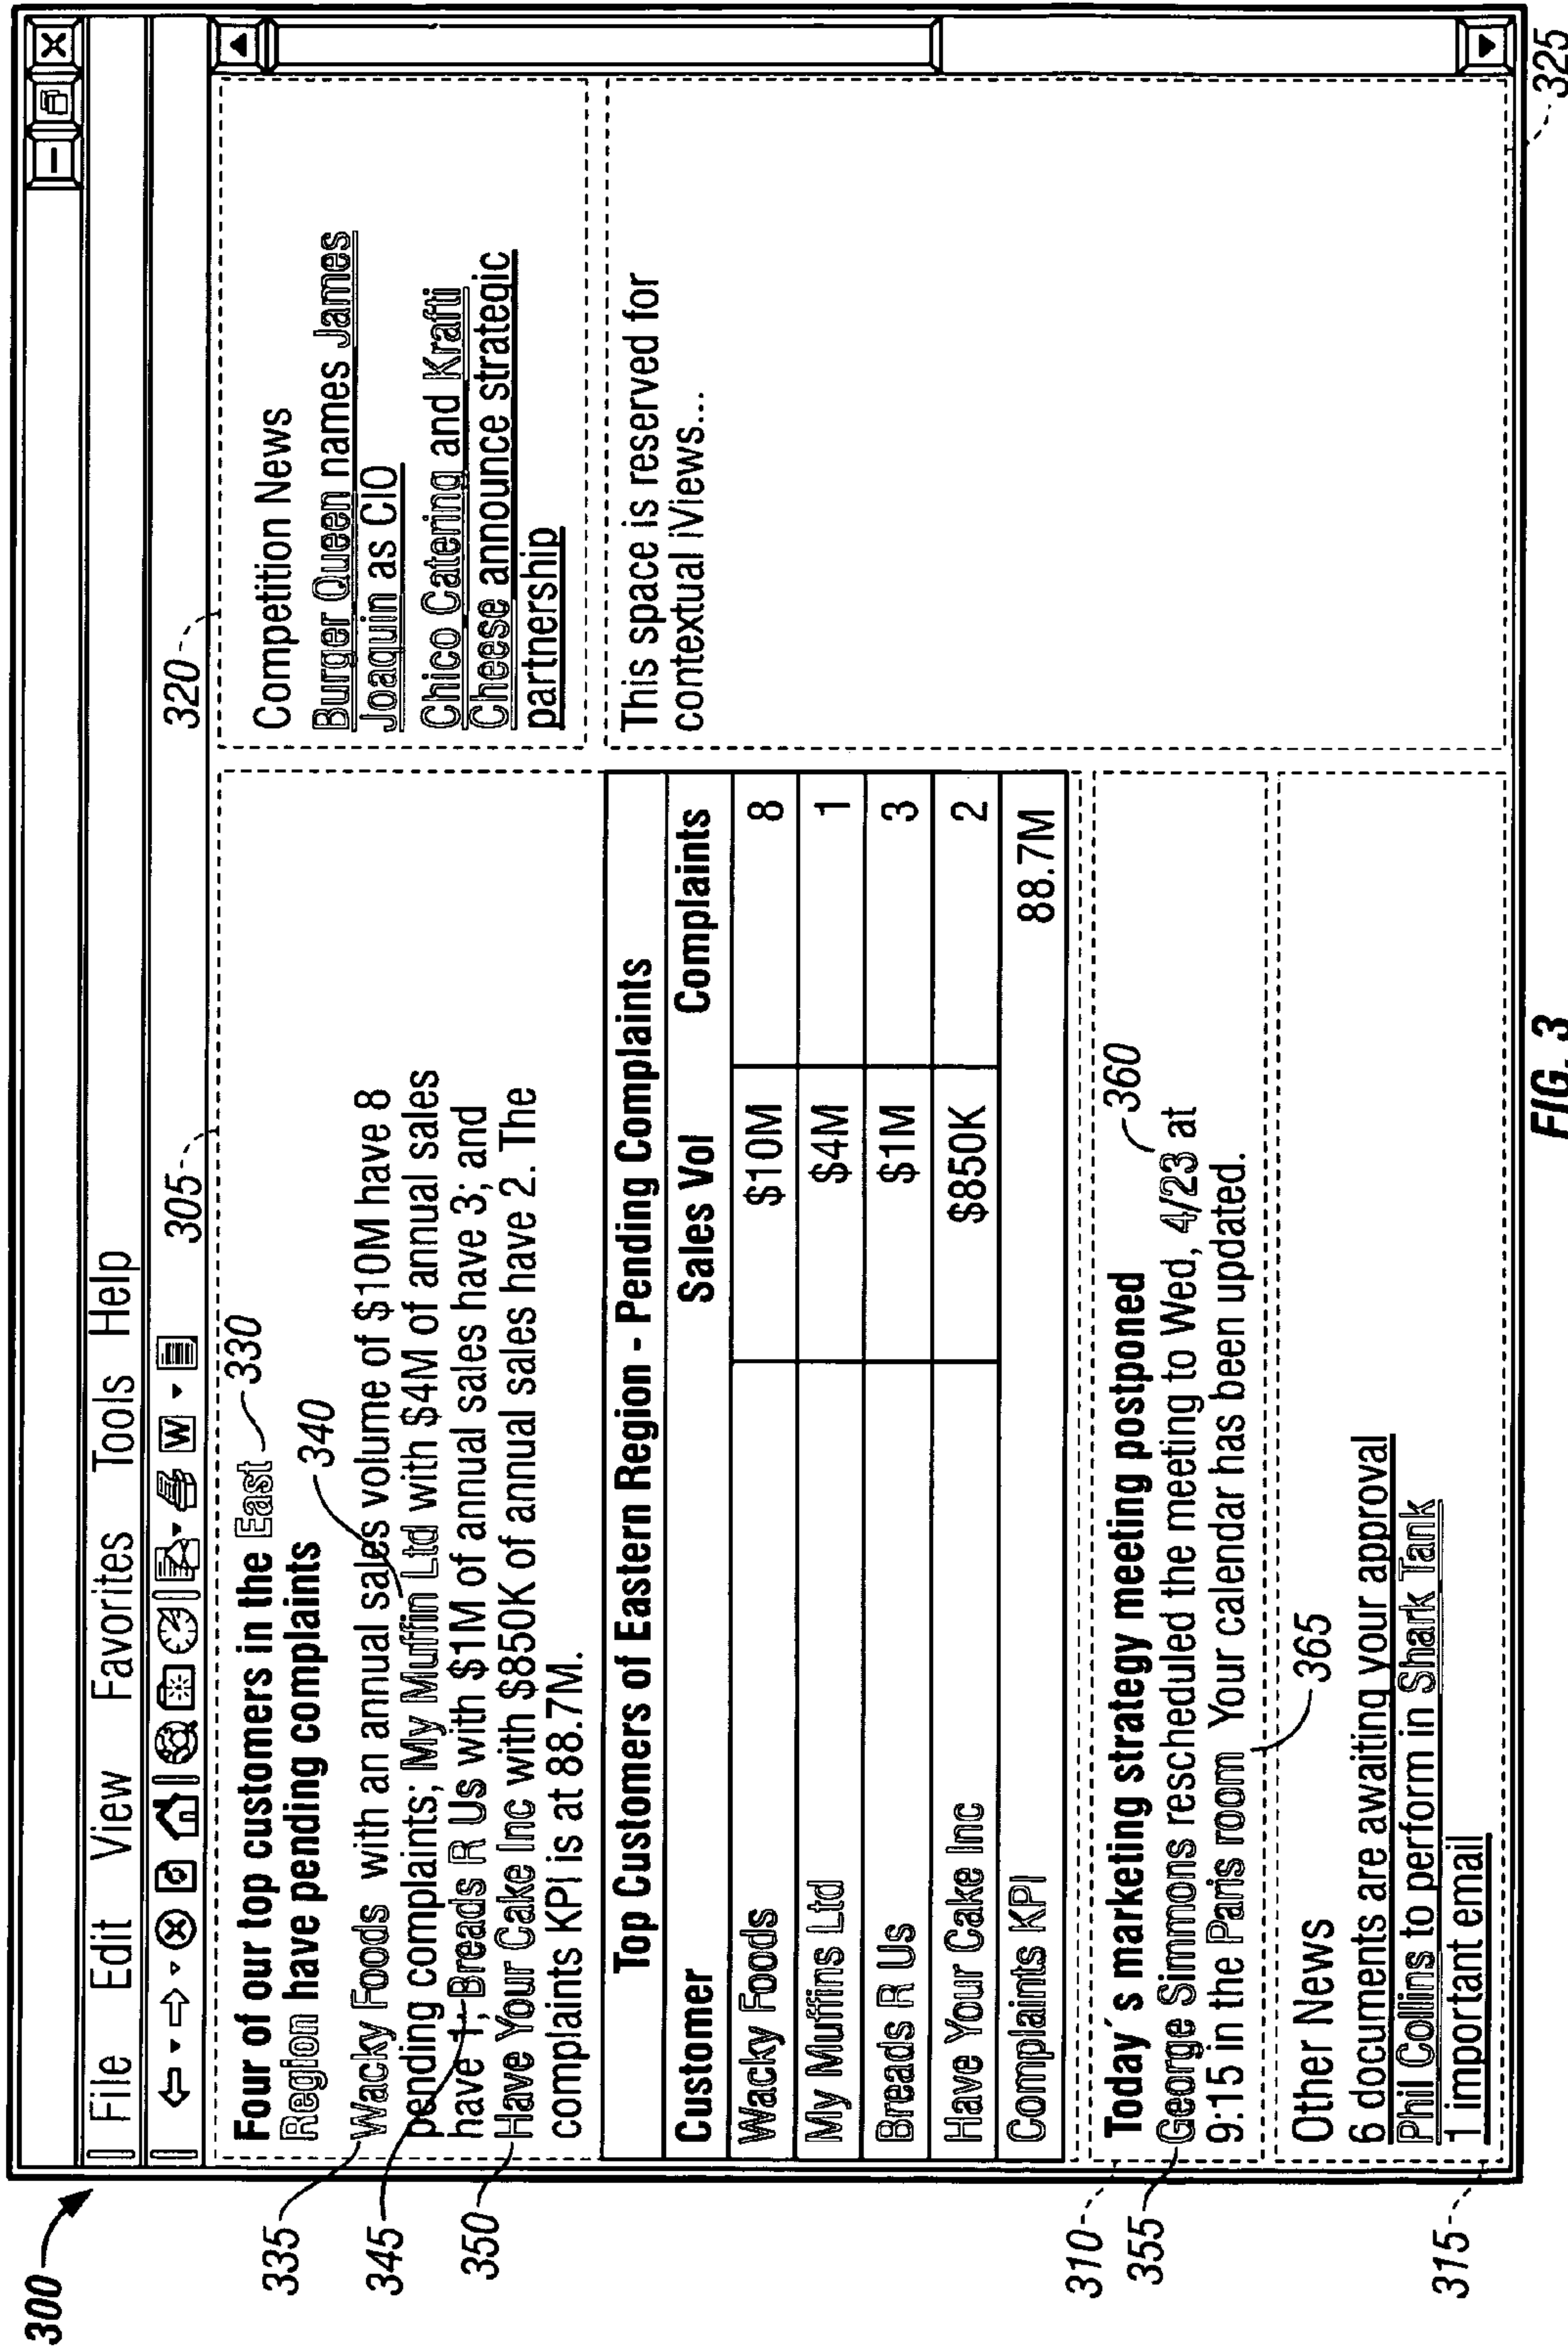 300
File Edit View Favorites Tools Help
W
305
320
Four of our top customers in the East
330
Region have pending complaints
340
335
Wacky Foods with an annual sales volume of $10M have 8
pending complaints; My Muffin Ltd with $4M of annual sales
345
have 1; Breads R Us with $1M of annual sales have 3; and
350
Have Your Cake Inc with $850K of annual sales have 2. The
complaints KPI is at 88.7M.
Top Customers of Eastern Region - Pending Complaints
Customer Sales Vol Complaints
Wacky Foods $10M 8
My Muffins Ltd $4M 1
Breads R Us $1M 3
Have Your Cake Inc $850K 2
Complaints KPI 88.7M
310
Today´s marketing strategy meeting postponed
360
355
George Simmons rescheduled the meeting to Wed, 4/23 at
9:15 in the Paris room Your calendar has been updated.
365
Other News
6 documents are awaiting your approval
Phil Collins to perform in Shark Tank
1 important email
315
Competition News
Burger Queen names James
Joaquin as CIO
Chico Catering and Krafti
Cheese announce strategic
partnership
This space is reserved for
contextual iViews...
325
FIG. 3